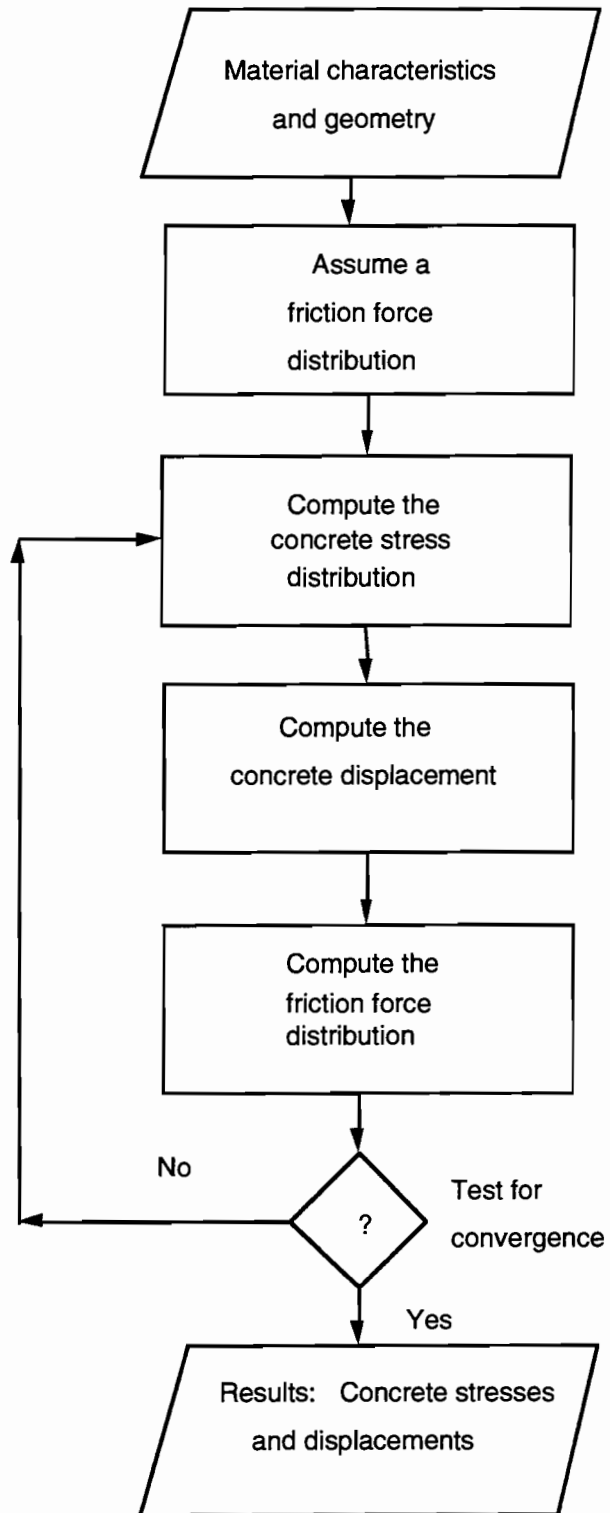 Material characteristics
and geometry
Assume a
friction force
distribution
Compute the
concrete stress
distribution
Compute the
concrete displacement
Compute the
friction force
distribution
No
?
Test for
convergence
Yes
Results: Concrete stresses
and displacements